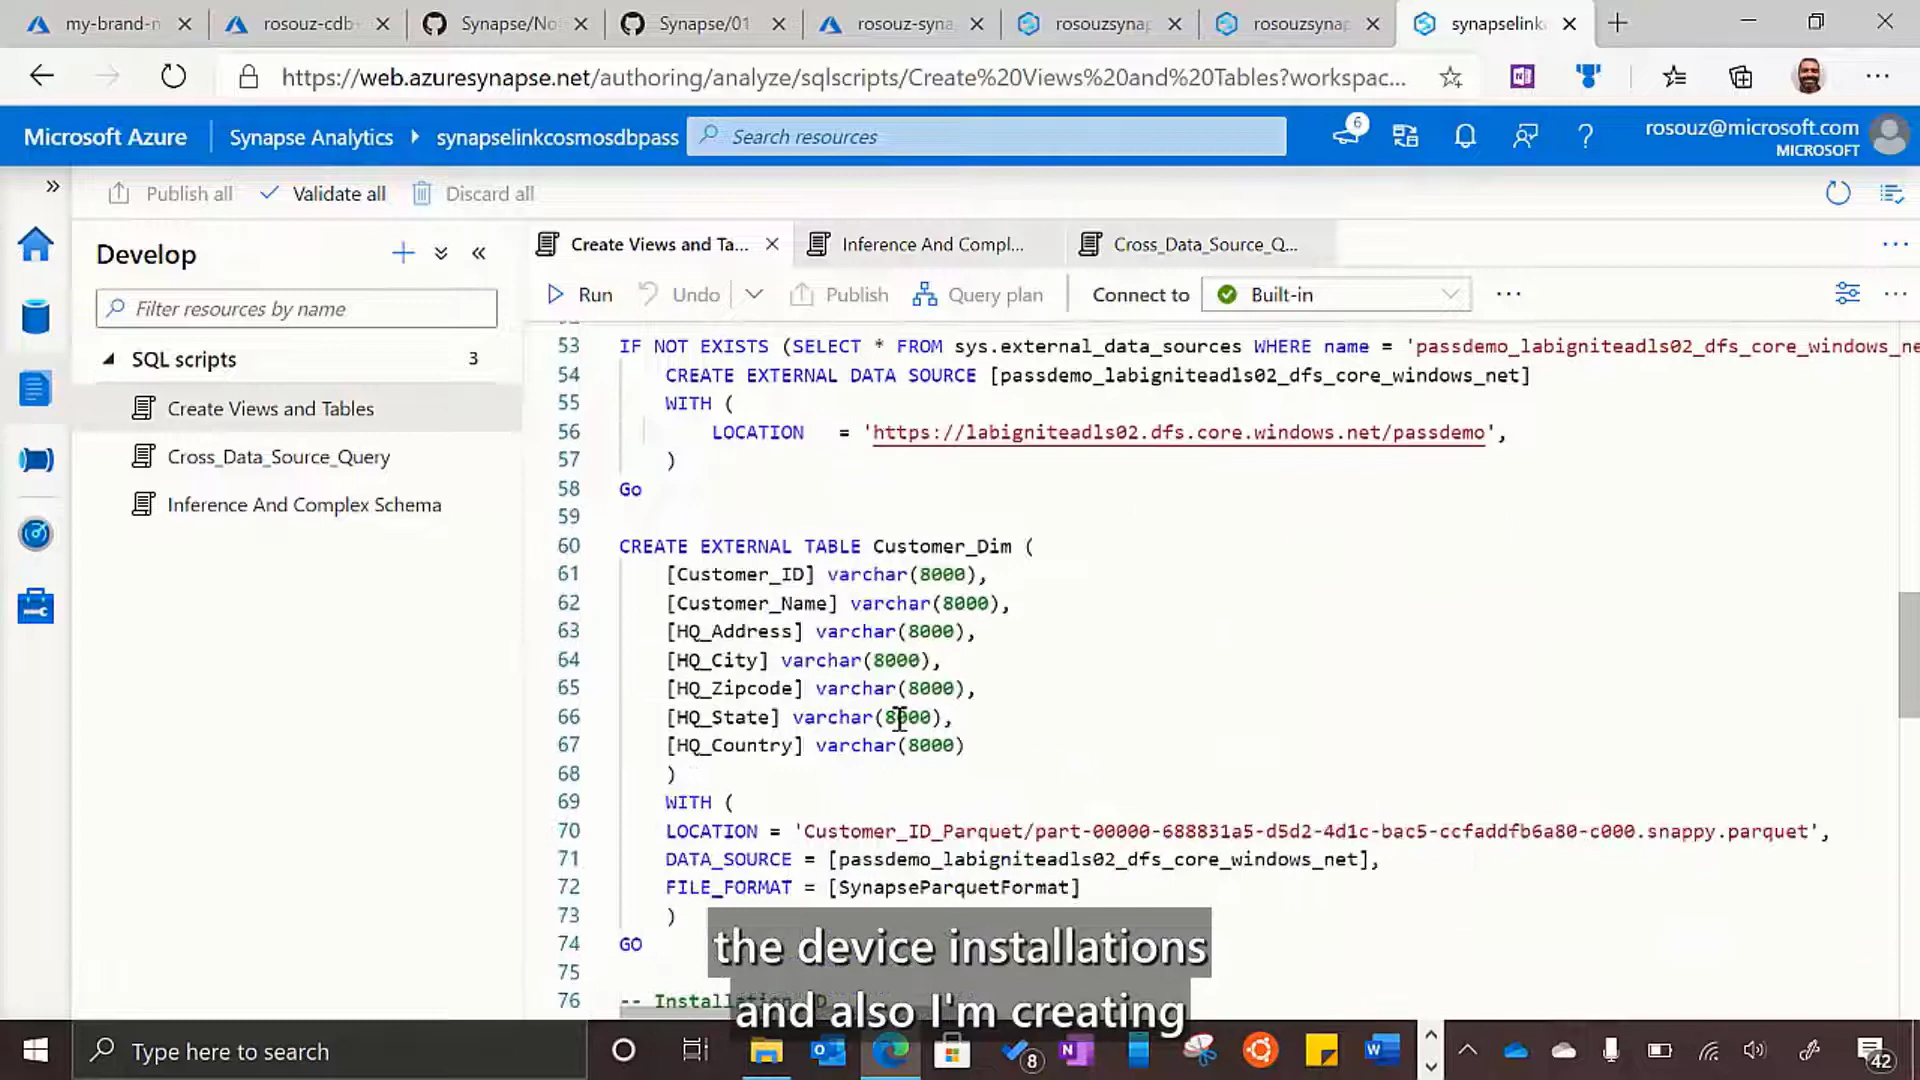 my-brand-n
rosouz-cdb
Synapse/No
Synapse/01
rosouz-syna
rosouzsynap
rosouzsynap
synapselink
https://web.azuresynapse.net/authoring/analyze/sqlscripts/Create%20Views%20and%20Tables?workspac...
Microsoft Azure
Synapse Analytics
synapselinkcosmosdbpass
Search resources
6
rosouz@microsoft.com
MICROSOFT
Publish all
Validate all
Discard all
Develop
Filter resources by name
SQL scripts 3
Create Views and Tables
Cross_Data_Source_Query
Inference And Complex Schema
Create Views and Ta...
Inference And Compl...
Cross_Data_Source_Q...
Run
Undo
Publish
Query plan
Connect to
Built-in
53 IF NOT EXISTS (SELECT * FROM sys.external_data_sources WHERE name = 'passdemo_labigniteadls02_dfs_core_windows_ne
54 CREATE EXTERNAL DATA SOURCE [passdemo_labigniteadls02_dfs_core_windows_net]
55 WITH (
56 LOCATION = 'https://labigniteadls02.dfs.core.windows.net/passdemo',
57 )
58 Go
59
60 CREATE EXTERNAL TABLE Customer_Dim (
61 [Customer_ID] varchar(8000),
62 [Customer_Name] varchar(8000),
63 [HQ_Address] varchar(8000),
64 [HQ_City] varchar(8000),
65 [HQ_Zipcode] varchar(8000),
66 [HQ_State] varchar(8000),
67 [HQ_Country] varchar(8000)
68 )
69 WITH (
70 LOCATION = 'Customer_ID_Parquet/part-00000-688831a5-d5d2-4d1c-bac5-ccfaddfb6a80-c000.snappy.parquet',
71 DATA_SOURCE = [passdemo_labigniteadls02_dfs_core_windows_net],
72 FILE_FORMAT = [SynapseParquetFormat]
73 )
74 GO
75
76 -- Installation D
the device installations
and also I'm creating
Type here to search
8
42